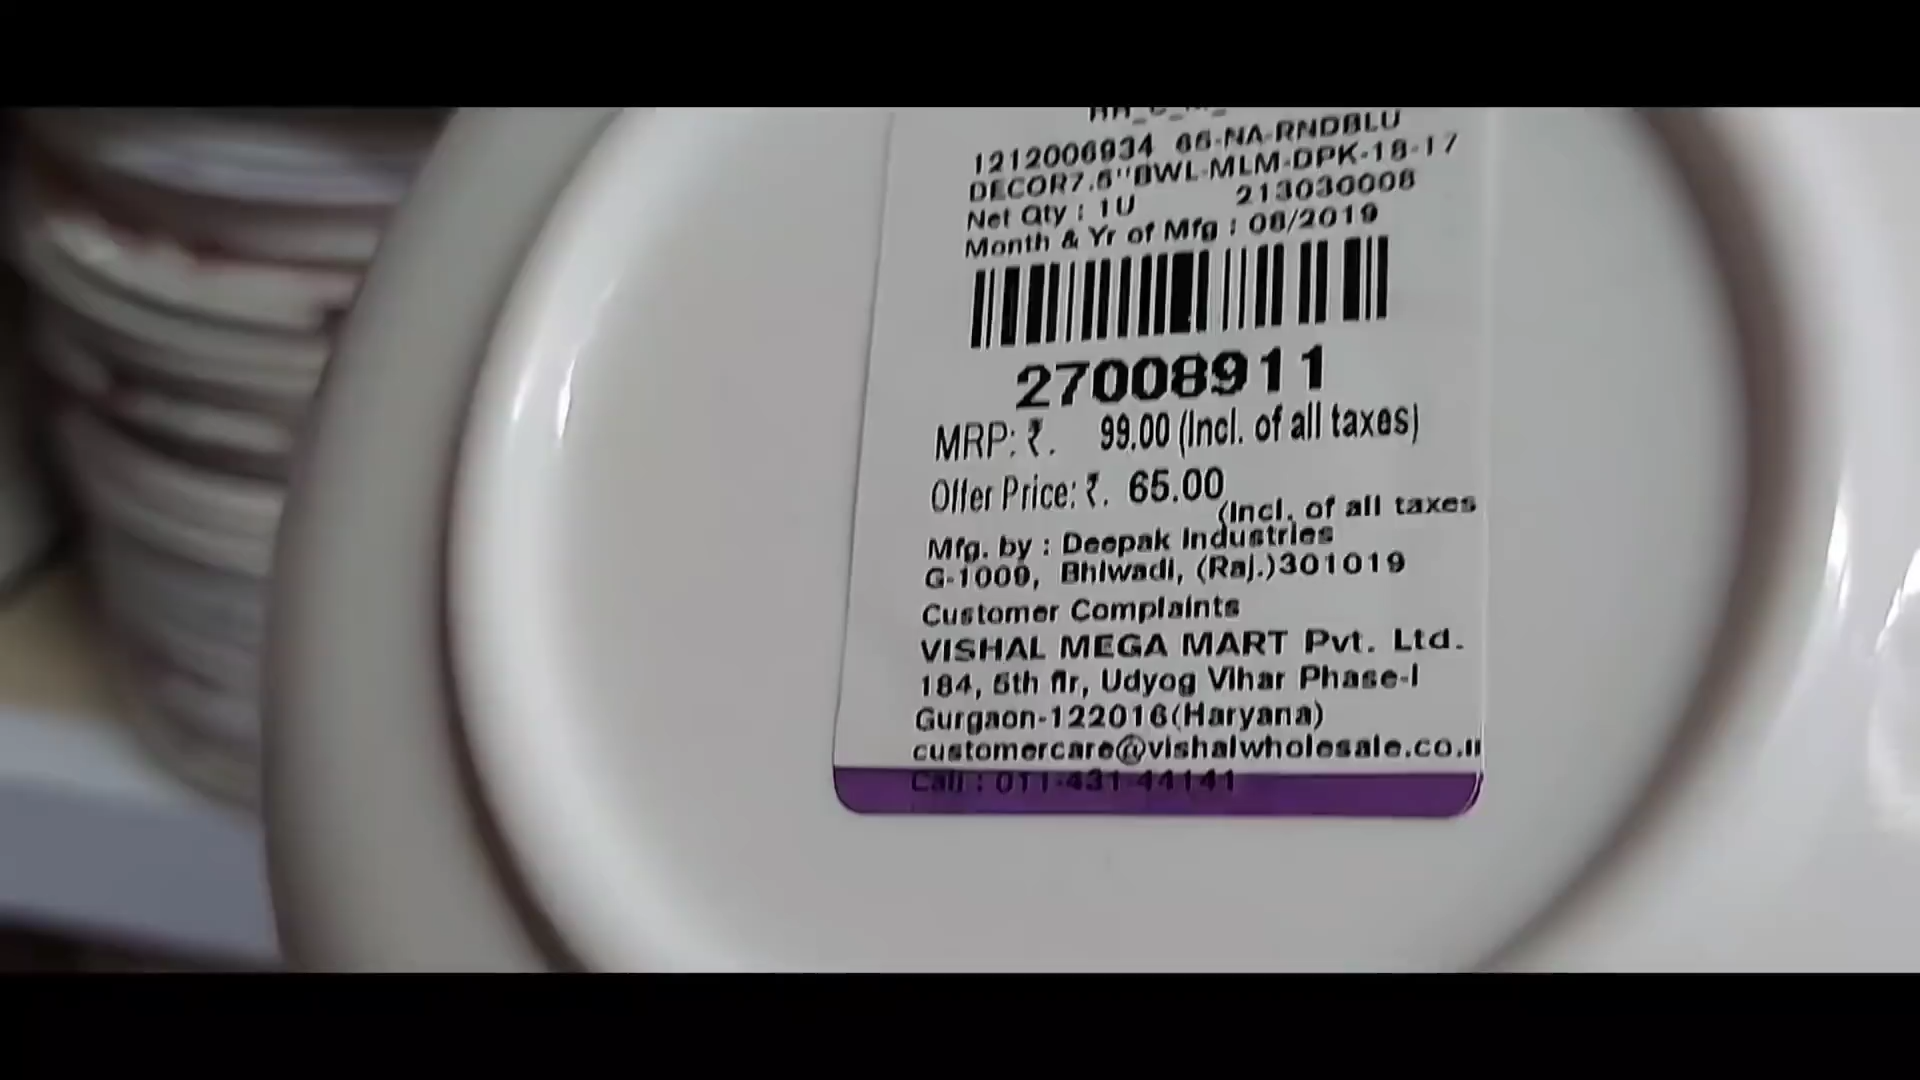 1212006934 66-NA-RNDBLU
DECOR7.5"BWL-MLM-DPK-18-17
Net Qty : 1U 213030008
Month & Yr of Mfg : 08/2019
27008911
MRP: ₹. 99.00 (Incl. of all taxes)
Offer Price: ₹. 65.00
(Incl. of all taxes
Mfg. by : Deepak Industries
G-1009, Bhiwadi, (Raj.)301019
Customer Complaints
VISHAL MEGA MART Pvt. Ltd.
184, 5th flr, Udyog Vihar Phase-I
Gurgaon-122016(Haryana)
customercare@vishalwholesale.co.in
Call : 011-431-44141